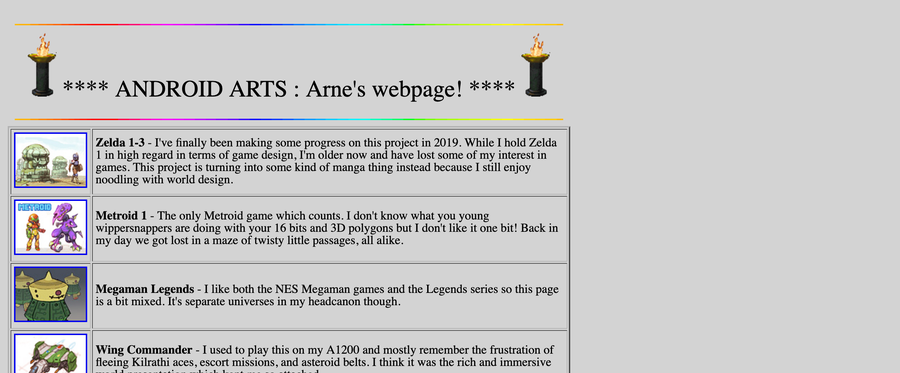 **** ANDROID ARTS : Arne's webpage! ****
Zelda 1-3 - I've finally been making some progress on this project in 2019. While I hold Zelda
1 in high regard in terms of game design, I'm older now and have lost some of my interest in
games. This project is turning into some kind of manga thing instead because I still enjoy
noodling with world design.
METROID
Metroid 1 - The only Metroid game which counts. I don't know what you young
wippersnappers are doing with your 16 bits and 3D polygons but I don't like it one bit! Back in
my day we got lost in a maze of twisty little passages, all alike.
Megaman Legends - I like both the NES Megaman games and the Legends series so this page
is a bit mixed. It's separate universes in my headcanon though.
Wing Commander - I used to play this on my A1200 and mostly remember the frustration of
fleeing Kilrathi aces, escort missions, and asteroid belts. I think it was the rich and immersive